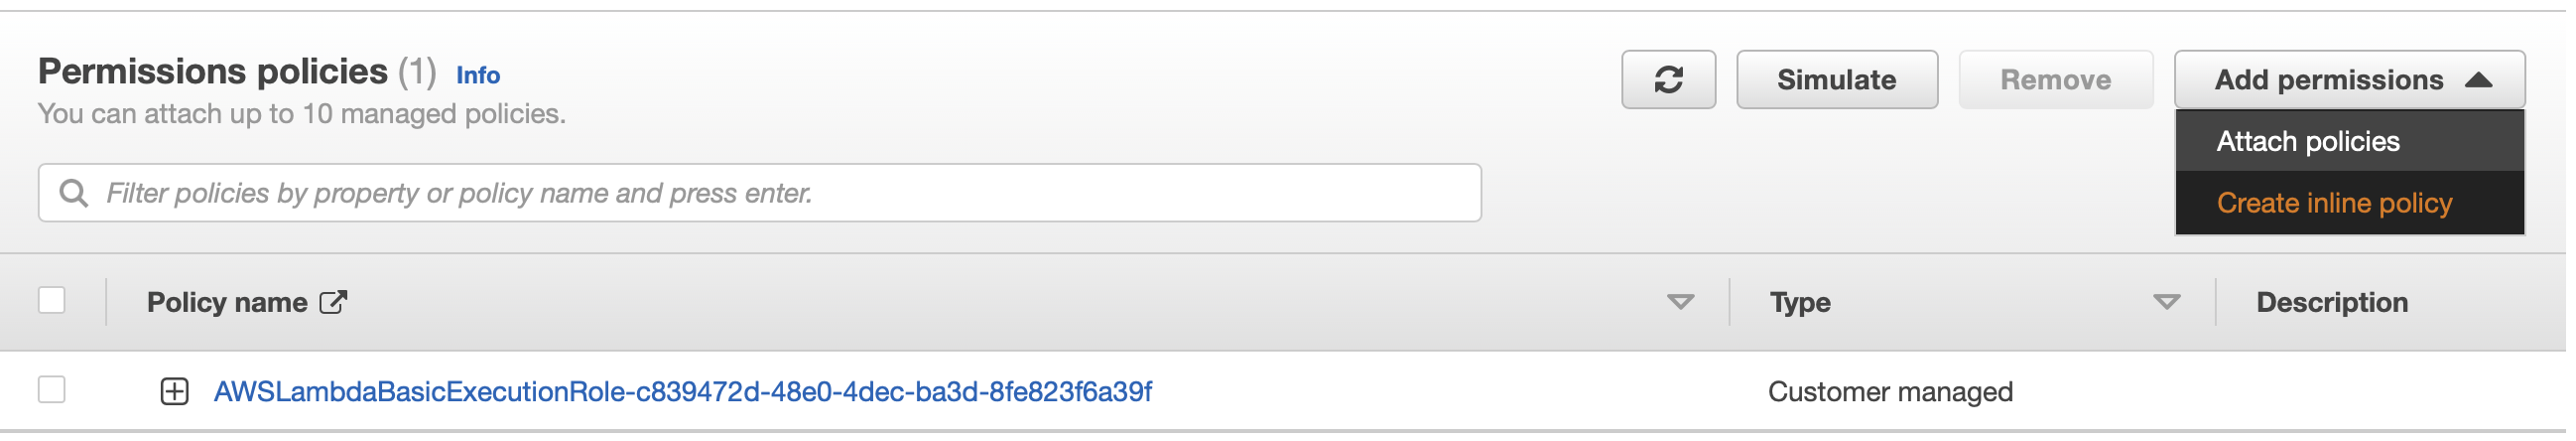 Permissions policies (1) Info
You can attach up to 10 managed policies.
Simulate
Remove
Add permissions
Attach policies
Create inline policy
Filter policies by property or policy name and press enter.
Policy name Type Description
AWSLambdaBasicExecutionRole-c839472d-48e0-4dec-ba3d-8fe823f6a39f Customer managed